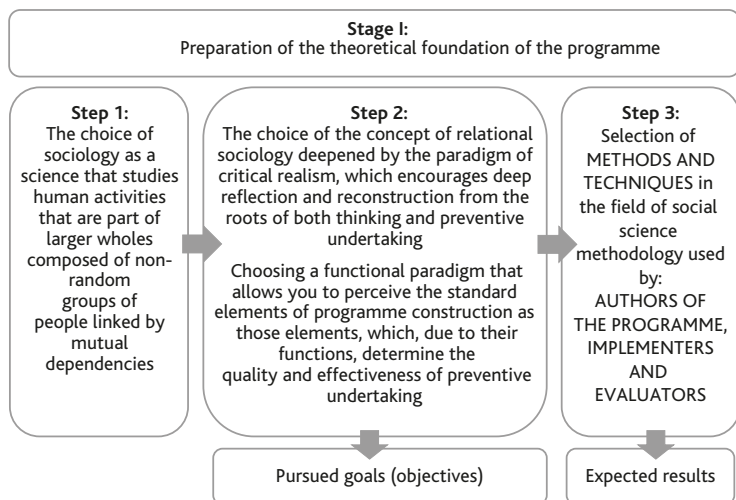 Stage I:
Preparation of the theoretical foundation of the programme
Step 1:
The choice of
sociology as a
science that studies
human activities
that are part of
larger wholes
composed of non-
random
groups of
people linked by
mutual
dependencies
Step 2:
The choice of the concept of relational
sociology deepened by the paradigm of
critical realism, which encourages deep
reflection and reconstruction from the
roots of both thinking and preventive
undertaking
Choosing a functional paradigm that
allows you to perceive the standard
elements of programme construction as
those elements, which, due to their
functions, determine the
quality and effectiveness of preventive
undertaking
Step 3:
Selection of
METHODS AND
TECHNIQUES in
the field of social
science
methodology used
by:
AUTHORS OF
THE PROGRAMME,
IMPLEMENTERS
AND
EVALUATORS
Pursued goals (objectives)
Expected results